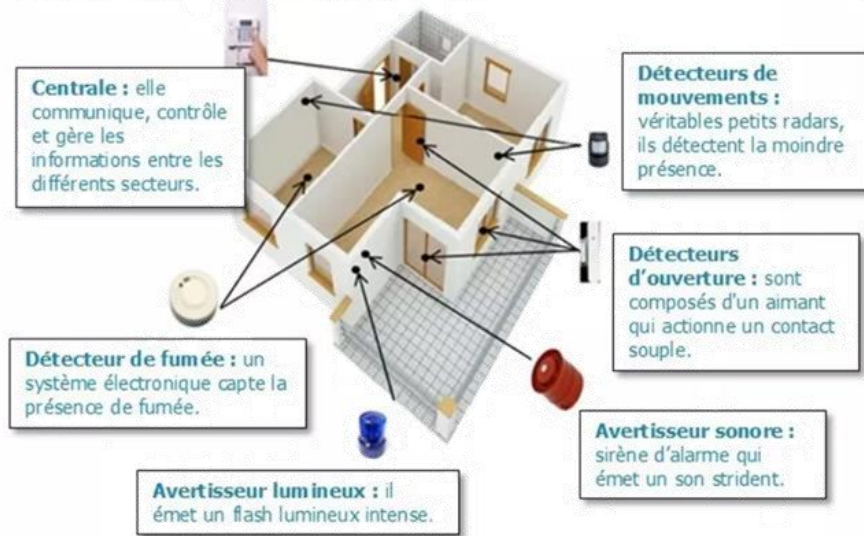 Centrale : elle
communique, contrôle
et gère les
informations entre les
différents secteurs.
Détecteurs de
mouvements :
véritables petits radars,
ils détectent la moindre
présence.
Détecteurs
d'ouverture : sont
composés d'un aimant
qui actionne un contact
souple.
Détecteur de fumée : un
système électronique capte la
présence de fumée.
Avertisseur sonore :
sirène d'alarme qui
émet un son strident.
Avertisseur lumineux : il
émet un flash lumineux intense.